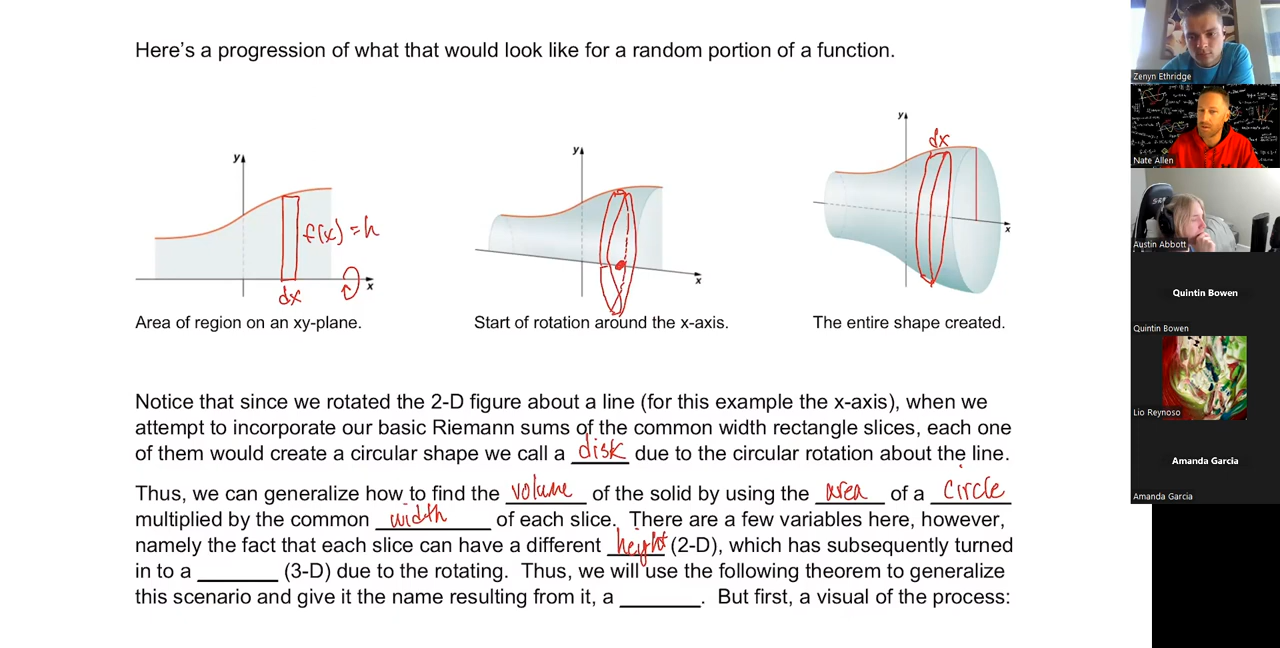 Here's a progression of what that would look like for a random portion of a function.
y
f(x) = h
dx
x
y
x
y
dx
x
Area of region on an xy-plane.
Start of rotation around the x-axis.
The entire shape created.
Notice that since we rotated the 2-D figure about a line (for this example the x-axis), when we
attempt to incorporate our basic Riemann sums of the common width rectangle slices, each one
of them would create a circular shape we call a disk due to the circular rotation about the line.
Thus, we can generalize how to find the volume of the solid by using the area of a circle
multiplied by the common width of each slice. There are a few variables here, however,
namely the fact that each slice can have a different height (2-D), which has subsequently turned
in to a ________ (3-D) due to the rotating. Thus, we will use the following theorem to generalize
this scenario and give it the name resulting from it, a ________. But first, a visual of the process:
Zenyn Ethridge
Nate Allen
Austin Abbott
Quintin Bowen
Quintin Bowen
Lio Reynoso
Amanda Garcia
Amanda Garcia